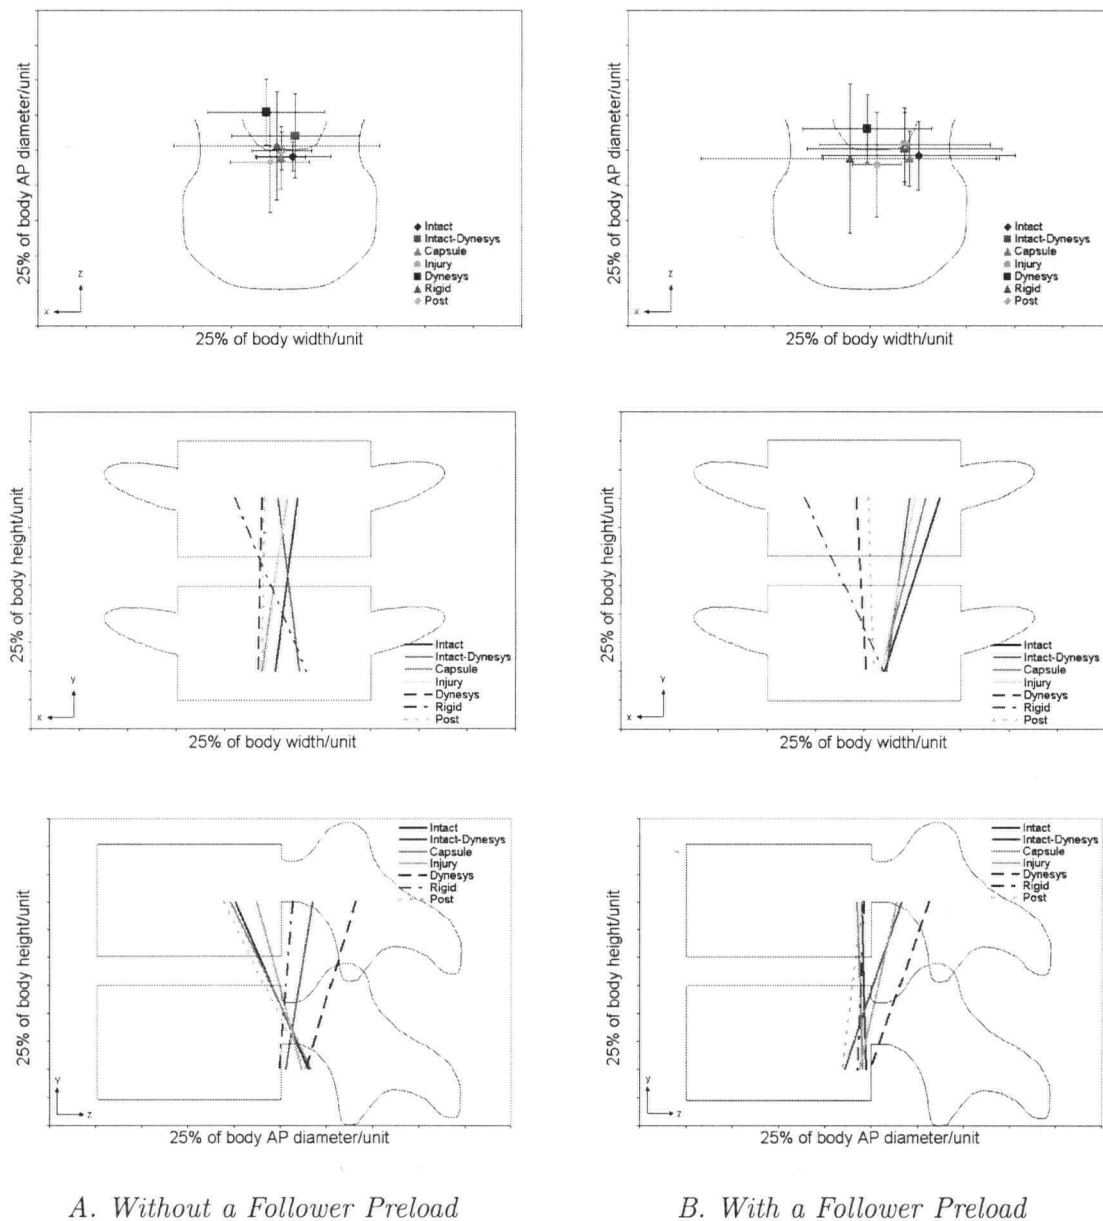 25% of body AP diameter/unit
z
x
Intact
Intact-Dynesys
Capsule
Injury
Dynesys
Rigid
Post
25% of body width/unit
25% of body AP diameter/unit
z
x
Intact
Intact-Dynesys
Capsule
Injury
Dynesys
Rigid
Post
25% of body width/unit
25% of body height/unit
y
x
Intact
Intact-Dynesys
Capsule
Injury
Dynesys
Rigid
Post
25% of body width/unit
25% of body height/unit
y
x
Intact
Intact-Dynesys
Capsule
Injury
Dynesys
Rigid
Post
25% of body width/unit
25% of body height/unit
Intact
Intact-Dynesys
Capsule
Injury
Dynesys
Rigid
Post
y
z
25% of body AP diameter/unit
25% of body height/unit
Intact
Intact-Dynesys
Capsule
Injury
Dynesys
Rigid
Post
y
z
25% of body AP diameter/unit
A. Without a Follower Preload
B. With a Follower Preload